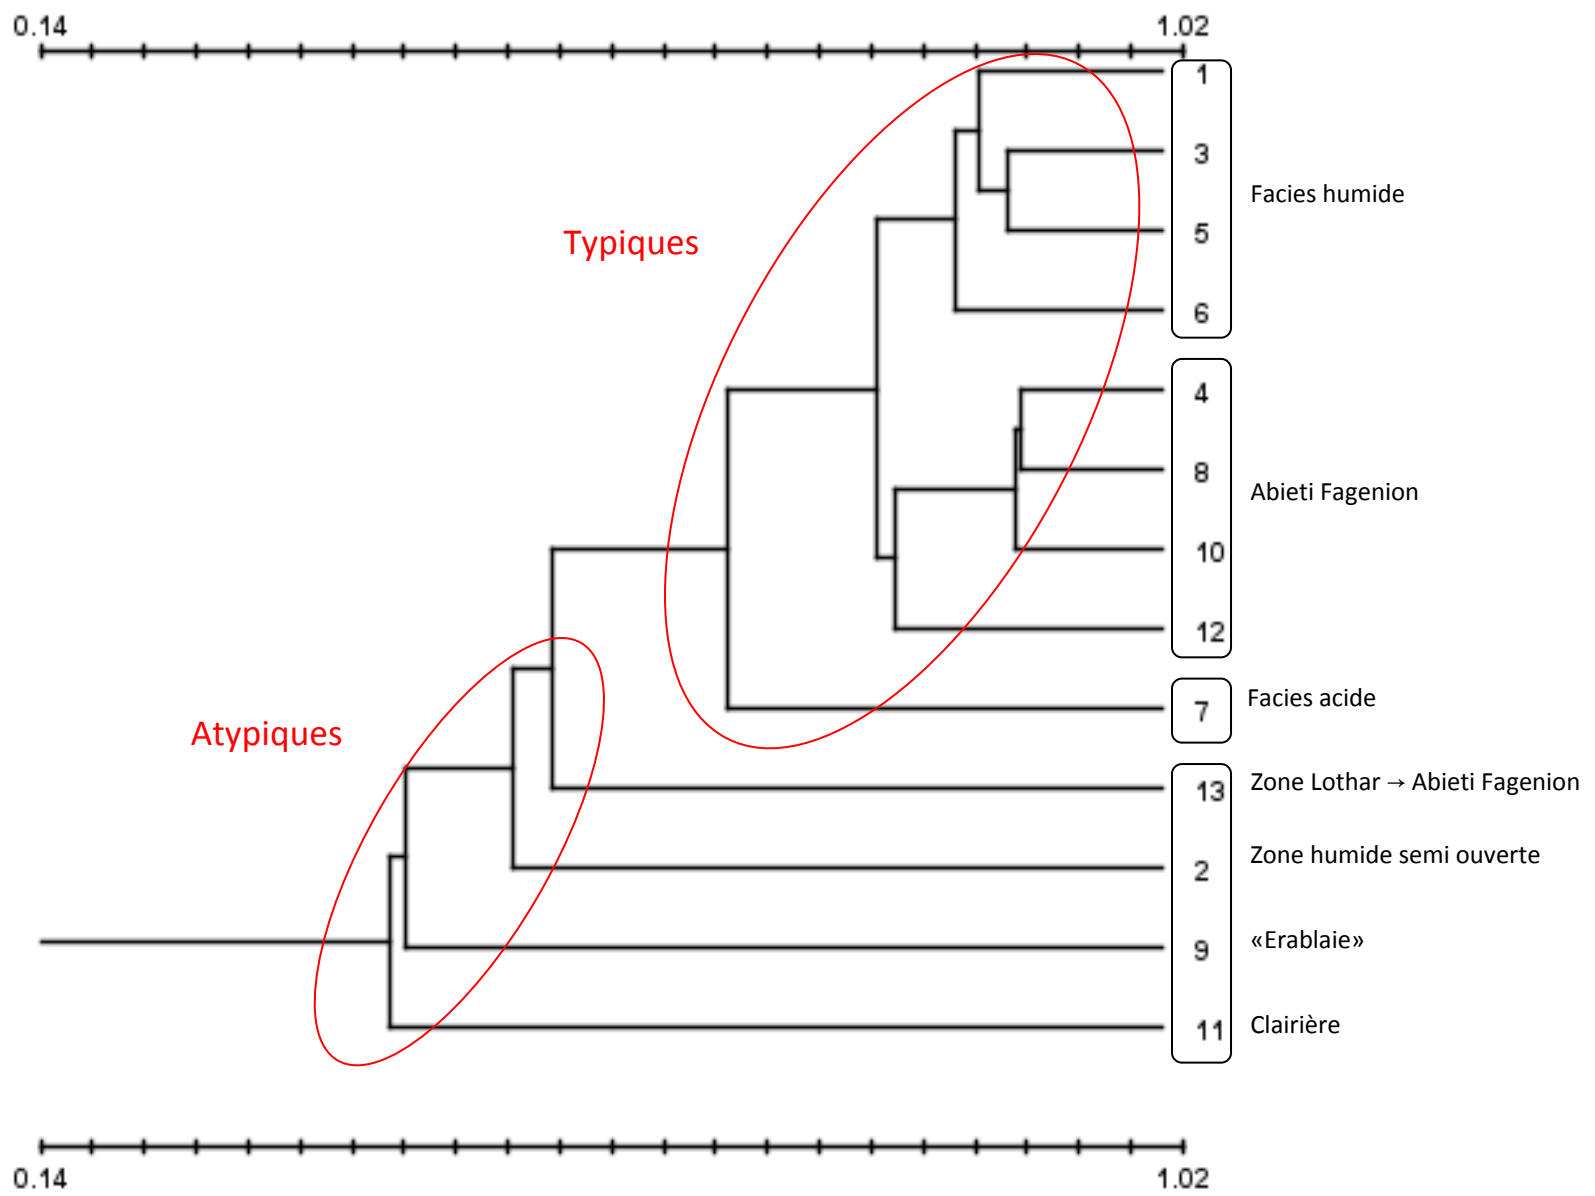 0.14 1.02
1
3
Facies humide
5
Typiques
6
4
8
Abieti Fagenion
10
12
Facies acide
7
Atypiques
13 Zone Lothar → Abieti Fagenion
Zone humide semi ouverte
2
«Erablaie»
9
11 Clairière
0.14 1.02